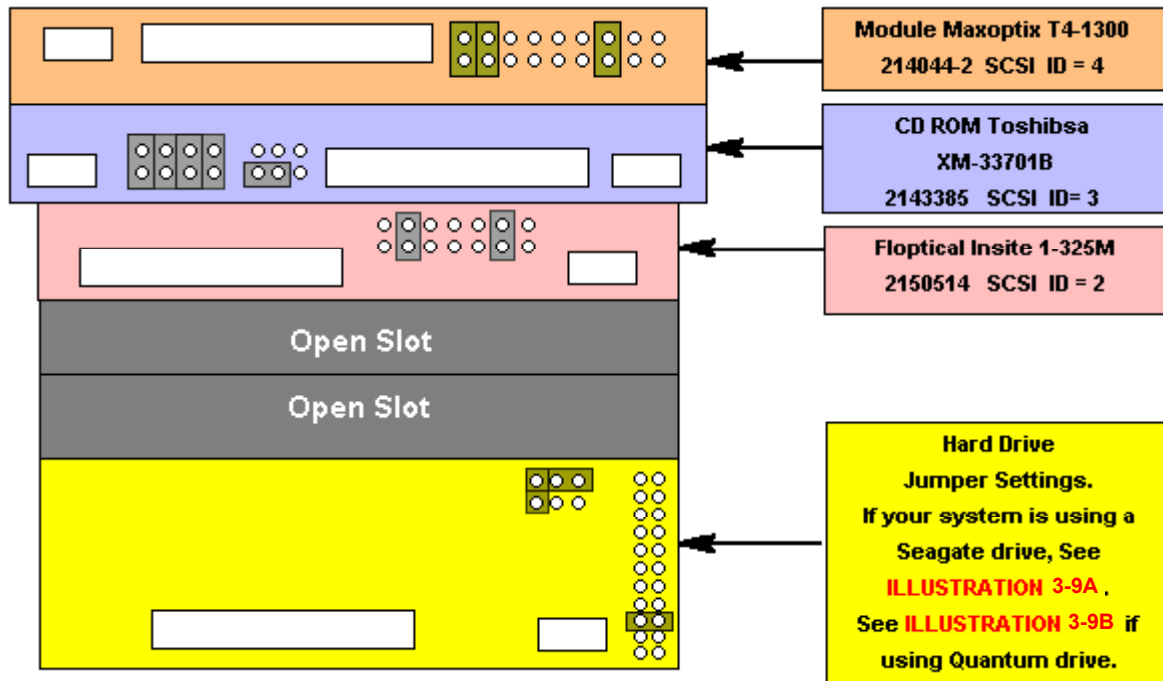 Module Maxoptix T4-1300
214044-2 SCSI ID = 4
CD ROM Toshibsa
XM-33701B
2143385 SCSI ID= 3
Floptical Insite 1-325M
2150514 SCSI ID = 2
Open Slot
Open Slot
Hard Drive
Jumper Settings.
If your system is using a
Seagate drive, See
ILLUSTRATION 3-9A .
See ILLUSTRATION 3-9B if
using Quantum drive.